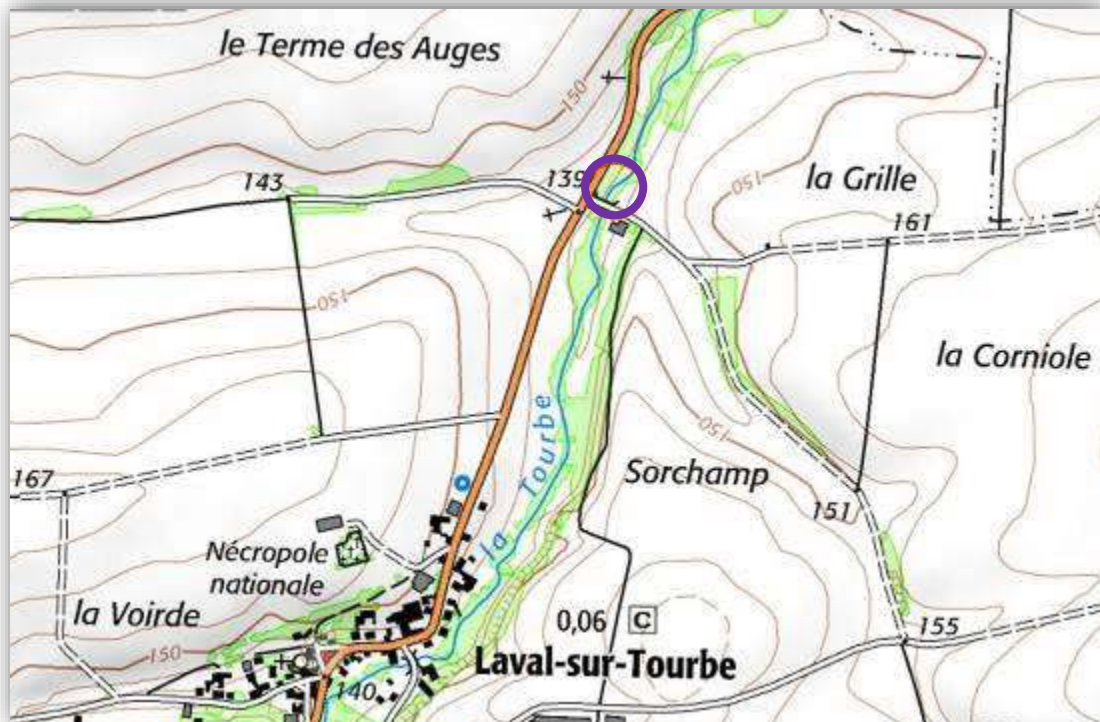 le Terme des Auges
150
143
139
la Grille
150
161
150
la Corniole
la Tourbe
150
Sorchamp
167
151
Nécropole
nationale
la Voirde
0,06 C
155
150
Laval-sur-Tourbe
140